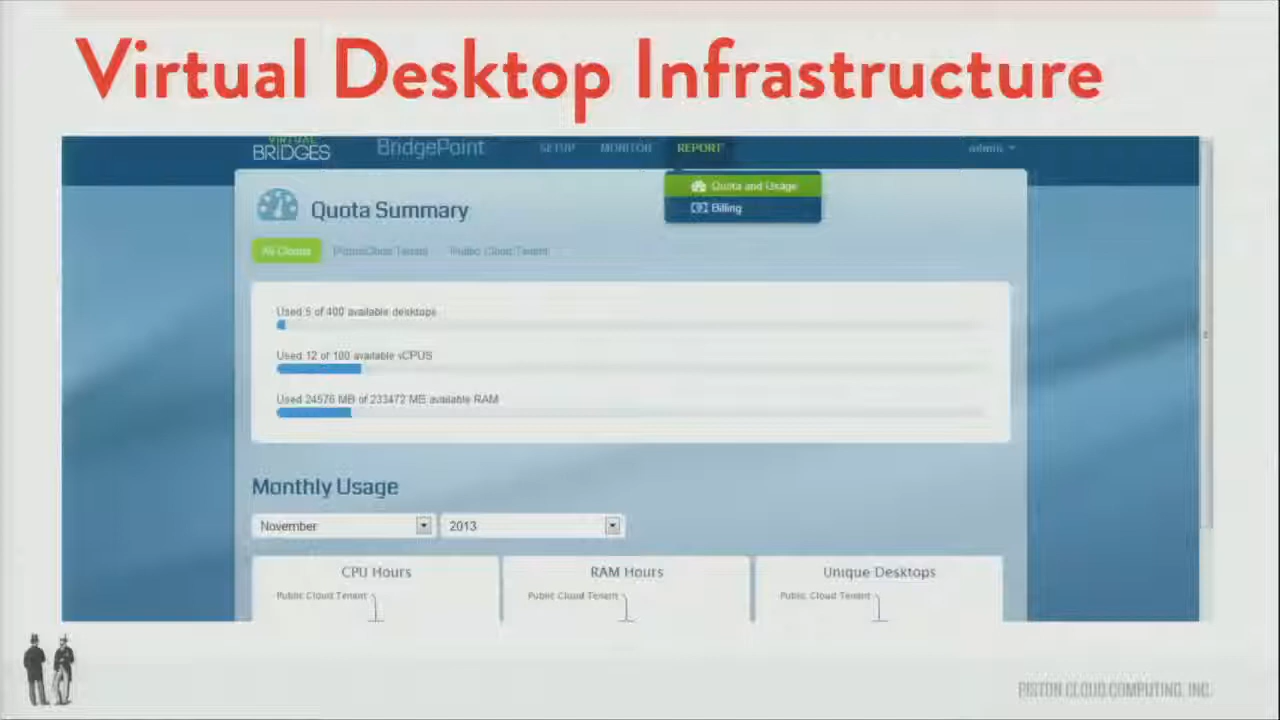 Virtual Desktop Infrastructure
VIRTUAL
BRIDGES
BridgePoint
SETUP
MONITOR
REPORT
admin
Quota and Usage
Billing
Quota Summary
All Clouds
PistonCloud Tenant
Public Cloud Tenant
Used 5 of 400 available desktops
Used 12 of 100 available vCPUS
Used 24576 MB of 233472 MB available RAM
Monthly Usage
November
2013
CPU Hours
RAM Hours
Unique Desktops
Public Cloud Tenant
Public Cloud Tenant
Public Cloud Tenant
PISTON CLOUD COMPUTING, INC.